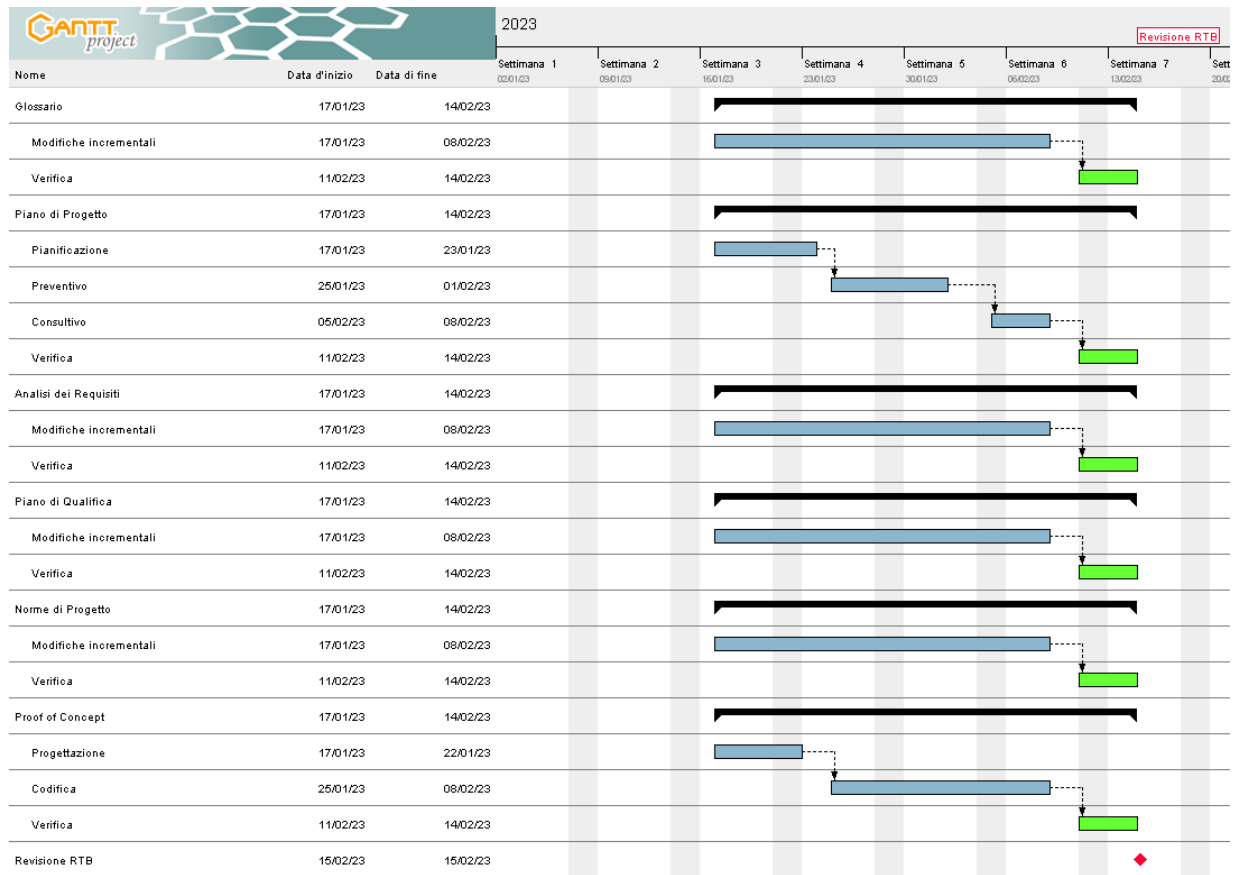 GANTT
project
2023
Revisione RTB
Nome Data d'inizio Data di fine
Settimana 1 Settimana 2 Settimana 3 Settimana 4 Settimana 5 Settimana 6 Settimana 7 Sett
02/01/23 09/01/23 16/01/23 23/01/23 30/01/23 06/02/23 13/02/23 20/02
Glossario 17/01/23 14/02/23
Modifiche incrementali 17/01/23 08/02/23
Verifica 11/02/23 14/02/23
Piano di Progetto 17/01/23 14/02/23
Pianificazione 17/01/23 23/01/23
Preventivo 25/01/23 01/02/23
Consultivo 05/02/23 08/02/23
Verifica 11/02/23 14/02/23
Analisi dei Requisiti 17/01/23 14/02/23
Modifiche incrementali 17/01/23 08/02/23
Verifica 11/02/23 14/02/23
Piano di Qualifica 17/01/23 14/02/23
Modifiche incrementali 17/01/23 08/02/23
Verifica 11/02/23 14/02/23
Norme di Progetto 17/01/23 14/02/23
Modifiche incrementali 17/01/23 08/02/23
Verifica 11/02/23 14/02/23
Proof of Concept 17/01/23 14/02/23
Progettazione 17/01/23 22/01/23
Codifica 25/01/23 08/02/23
Verifica 11/02/23 14/02/23
Revisione RTB 15/02/23 15/02/23